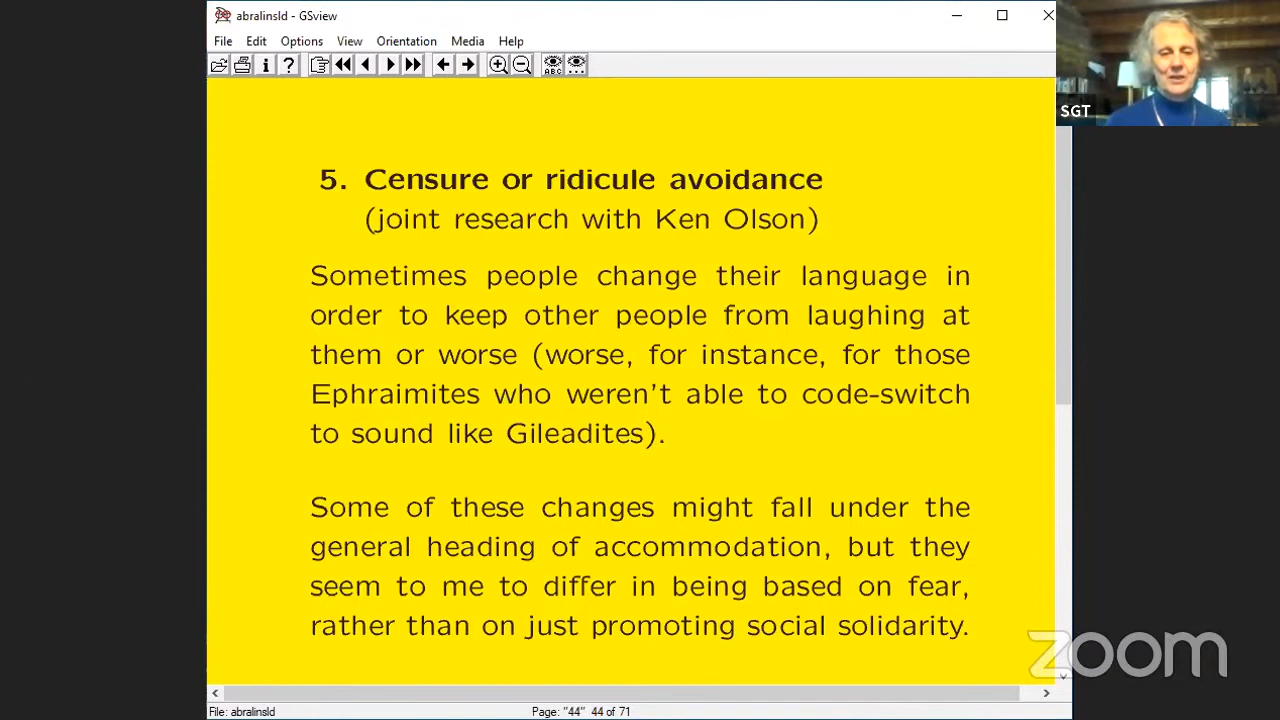 abralinsld - GSview
File Edit Options View Orientation Media Help
ABC
SGT
5. Censure or ridicule avoidance
(joint research with Ken Olson)
Sometimes people change their language in
order to keep other people from laughing at
them or worse (worse, for instance, for those
Ephraimites who weren't able to code-switch
to sound like Gileadites).
Some of these changes might fall under the
general heading of accommodation, but they
seem to me to differ in being based on fear,
rather than on just promoting social solidarity.
zoom
File: abralinsld Page: "44" 44 of 71